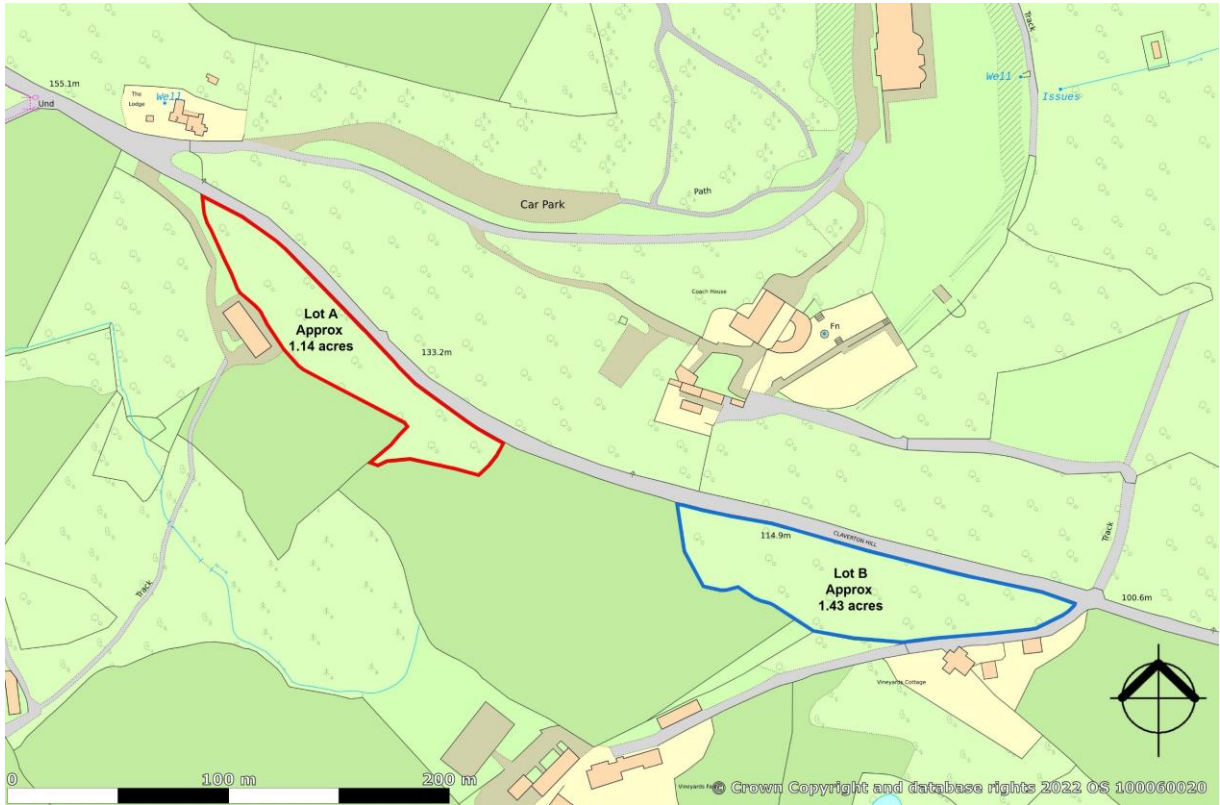 155.1m
Und
The
Lodge
Well
Track
Well
Issues
Path
Car Park
Coach House
Fn
Lot A
Approx
1.14 acres
133.2m
114.9m
CLAVERTON HILL
Lot B
Approx
1.43 acres
Track
100.6m
Track
Vineyards Cottage
Vineyards
0
100 m
200 m
© Crown Copyright and database rights 2022 OS 100060020